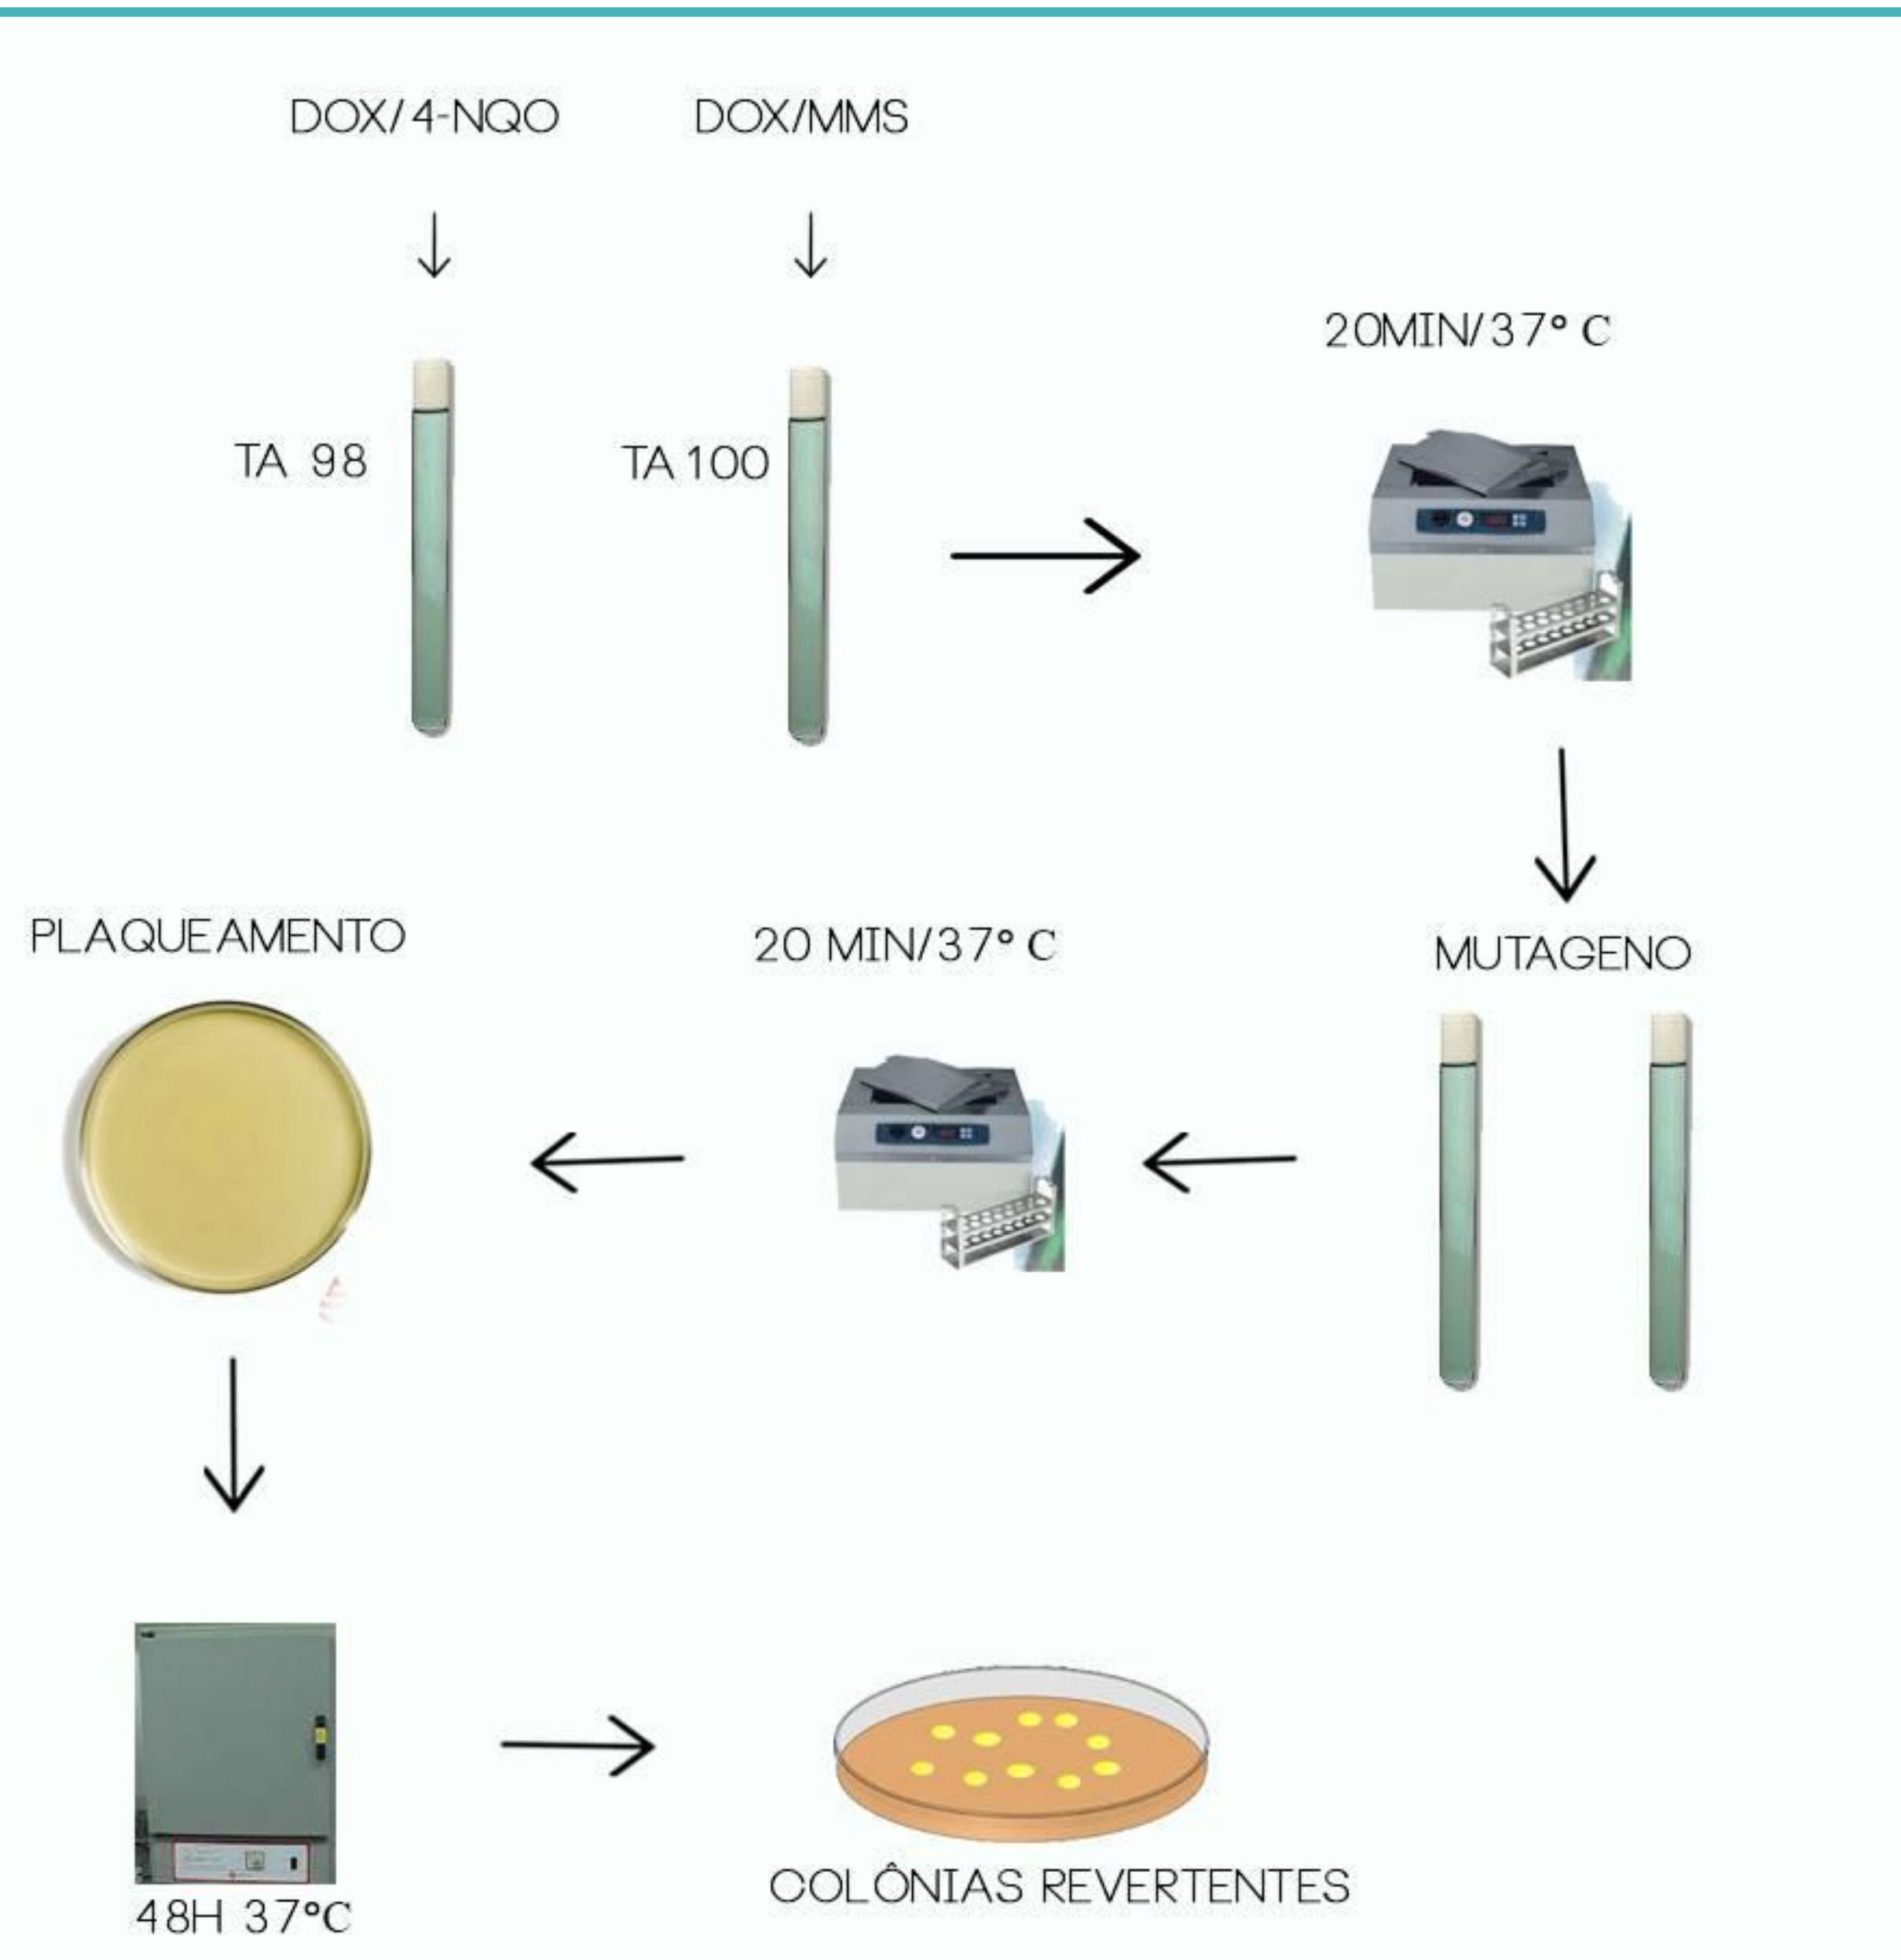 DOX/4-NQO
DOX/MMS
20MIN/37° C
TA 98
TA 100
PLAQUEAMENTO
20 MIN/37° C
MUTAGENO
48H 37°C
COLÔNIAS REVERTENTES